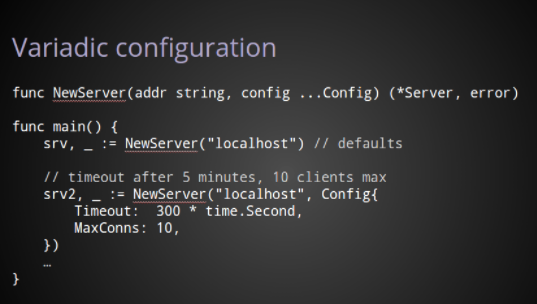 Variadic configuration
func NewServer(addr string, config ...Config) (*Server, error)
func main() {
    srv, _ := NewServer("localhost") // defaults
    // timeout after 5 minutes, 10 clients max
    srv2, _ := NewServer("localhost", Config{
        Timeout:  300 * time.Second,
        MaxConns: 10,
    })
    …
}